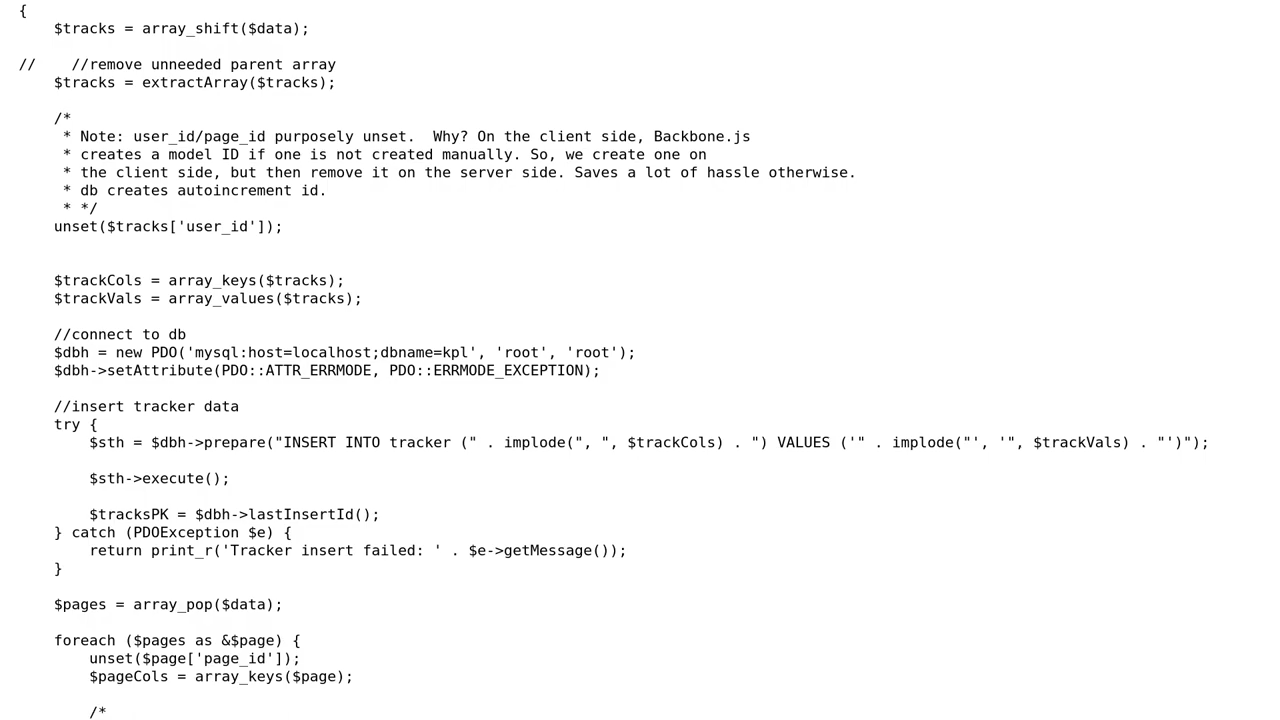 {
    $tracks = array_shift($data);
//    //remove unneeded parent array
    $tracks = extractArray($tracks);
    /*
     * Note: user_id/page_id purposely unset.  Why? On the client side, Backbone.js
     * creates a model ID if one is not created manually. So, we create one on
     * the client side, but then remove it on the server side. Saves a lot of hassle otherwise.
     * db creates autoincrement id.
     * */
    unset($tracks['user_id']);
    $trackCols = array_keys($tracks);
    $trackVals = array_values($tracks);
    //connect to db
    $dbh = new PDO('mysql:host=localhost;dbname=kpl', 'root', 'root');
    $dbh->setAttribute(PDO::ATTR_ERRMODE, PDO::ERRMODE_EXCEPTION);
    //insert tracker data
    try {
        $sth = $dbh->prepare("INSERT INTO tracker (" . implode(", ", $trackCols) . ") VALUES ('" . implode("', '", $trackVals) . "')");
        $sth->execute();
        $tracksPK = $dbh->lastInsertId();
    } catch (PDOException $e) {
        return print_r('Tracker insert failed: ' . $e->getMessage());
    }
    $pages = array_pop($data);
    foreach ($pages as &$page) {
        unset($page['page_id']);
        $pageCols = array_keys($page);
        /*